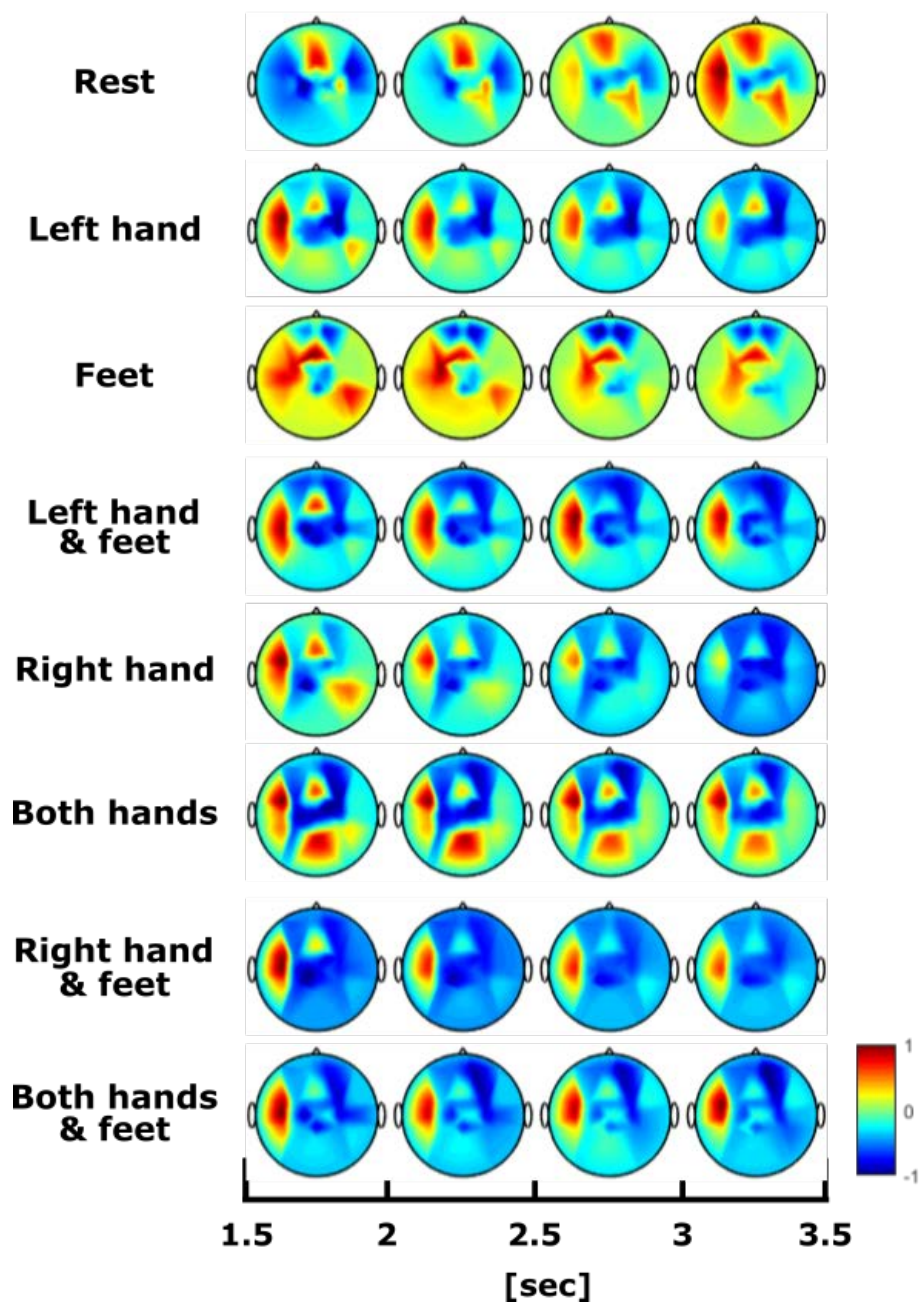 Rest
Left hand
Feet
Left hand
& feet
Right hand
Both hands
Right hand
& feet
Both hands
& feet
1
0
-1
1.5 2 2.5 3 3.5
[sec]